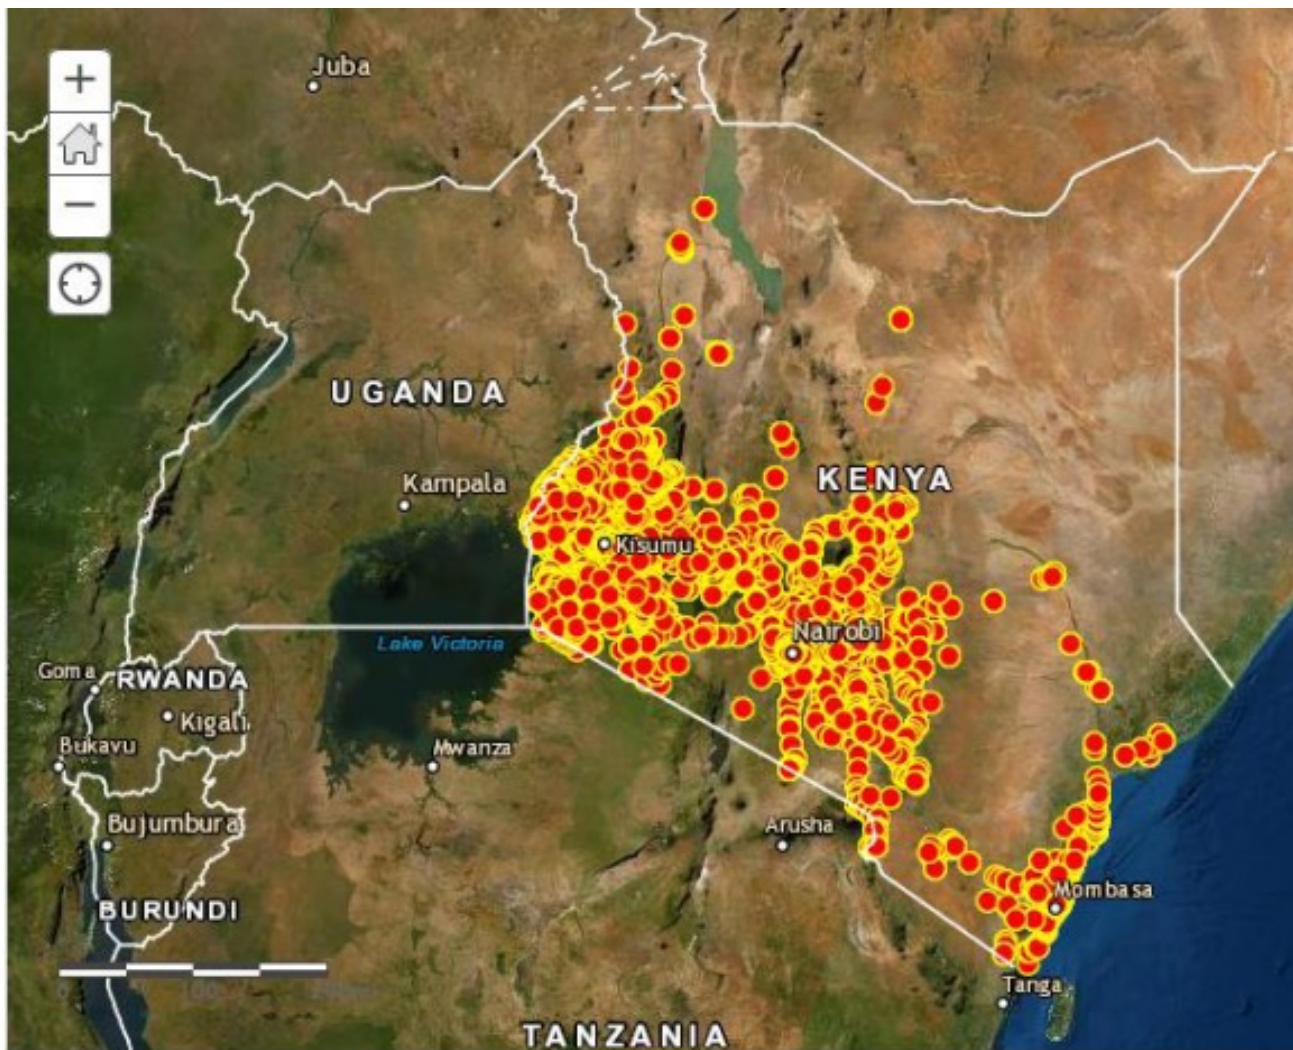 +
Juba
−
UGANDA
KENYA
Kampala
Kisumu
Nairobi
Lake Victoria
Goma
RWANDA
Kigali
Bukavu
Mwanza
Bujumbura
Arusha
Mombasa
BURUNDI
Tanga
TANZANIA